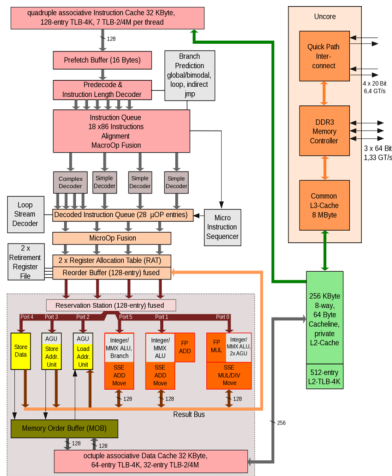 quadruple associative Instruction Cache 32 KByte,
128-entry TLB-4K, 7 TLB-2/4M per thread
128
Prefetch Buffer (16 Bytes)
Predecode &
Instruction Length Decoder
Branch
Prediction
global/bimodal,
loop, indirect
jmp
Instruction Queue
18 x86 Instructions
Alignment
MacroOp Fusion
Complex
Decoder
Simple
Decoder
Simple
Decoder
Simple
Decoder
Loop
Stream
Decoder
Decoded Instruction Queue (28 µOP entries)
MicroOp Fusion
Micro
Instruction
Sequencer
2 x
Retirement
Register
File
2 x Register Allocation Table (RAT)
Reorder Buffer (128-entry) fused
Reservation Station (128-entry) fused
Port 4
Port 3
Port 2
Port 5
Port 1
Port 0
Store
Data
AGU
Store
Addr.
Unit
AGU
Load
Addr.
Unit
Integer/
MMX ALU,
Branch
SSE
ADD
Move
Integer/
MMX
ALU
FP
ADD
SSE
ADD
Move
FP
MUL
Integer/
MMX ALU,
2x AGU
SSE
MUL/DIV
Move
128
128
128
Result Bus
Memory Order Buffer (MOB)
128
128
256
octuple associative Data Cache 32 KByte,
64-entry TLB-4K, 32-entry TLB-2/4M
Uncore
Quick Path
Inter-
connect
4 x 20 Bit
6,4 GT/s
DDR3
Memory
Controller
3 x 64 Bit
1,33 GT/s
Common
L3-Cache
8 MByte
256 KByte
8-way,
64 Byte
Cacheline,
private
L2-Cache
512-entry
L2-TLB-4K